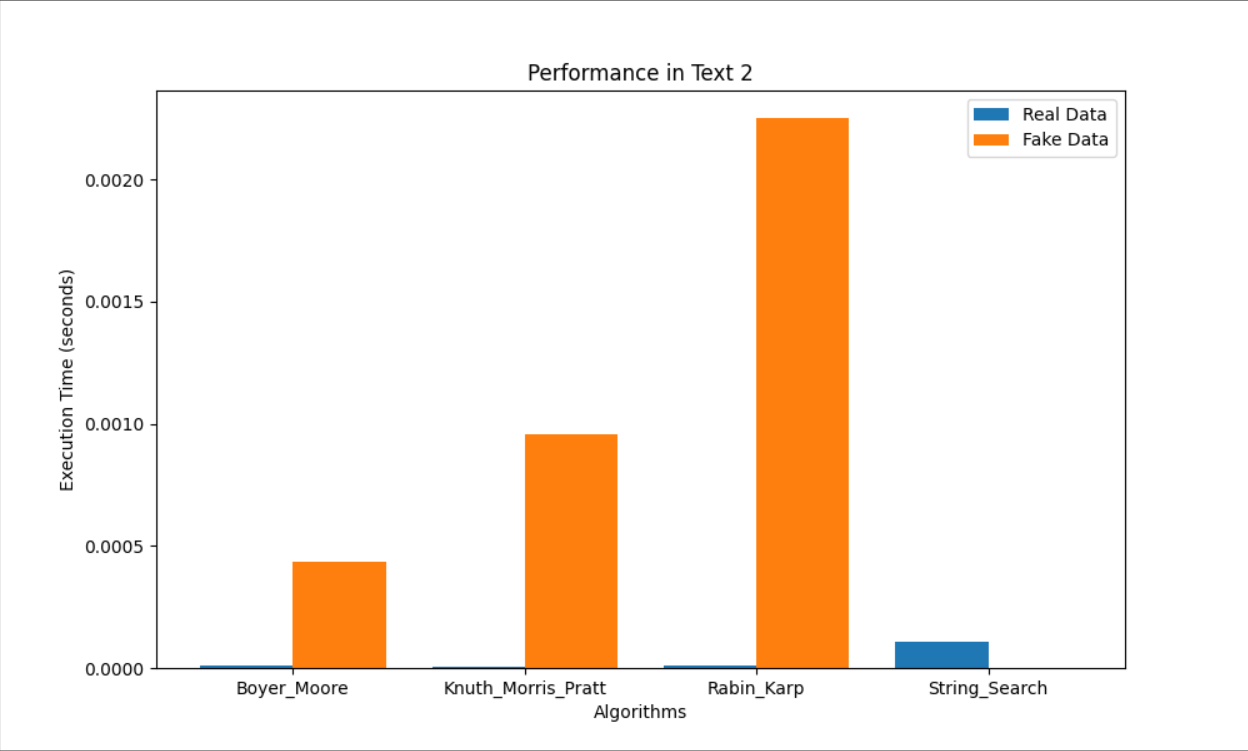 Performance in Text 2
Real Data
Fake Data
0.0020
0.0015
0.0010
0.0005
0.0000
Execution Time (seconds)
Boyer_Moore Knuth_Morris_Pratt Rabin_Karp String_Search
Algorithms